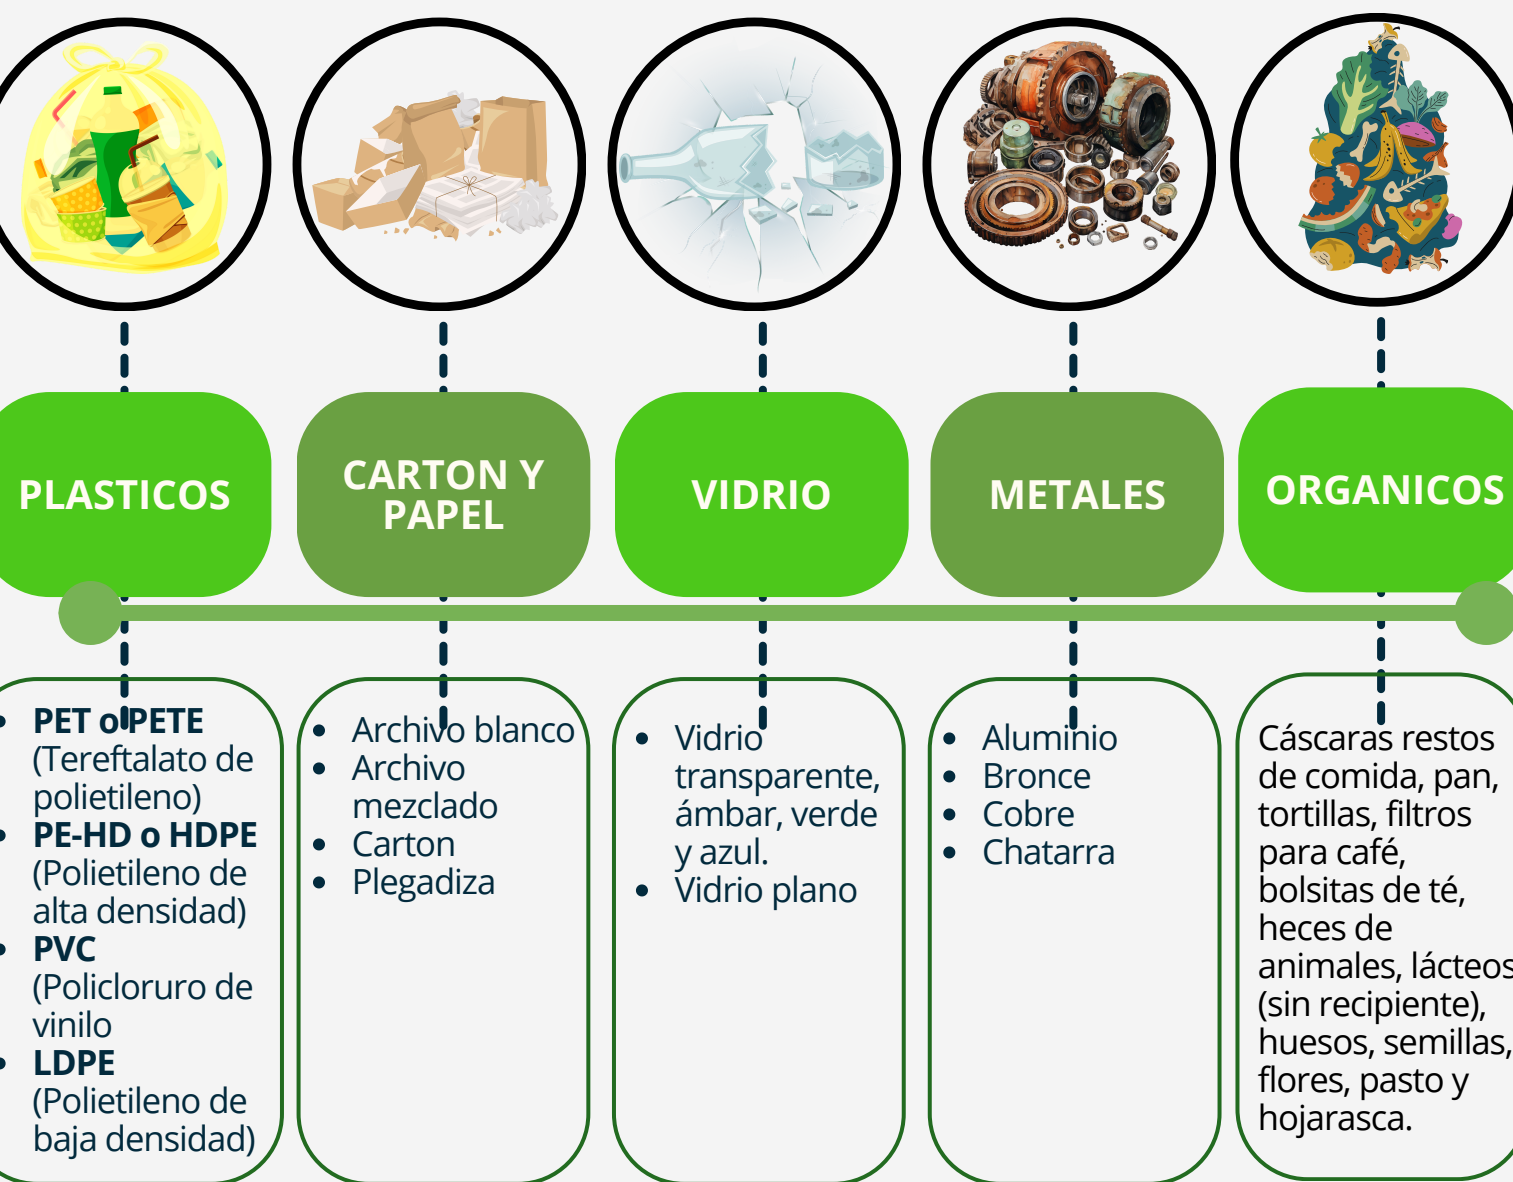 PLASTICOS
CARTON Y
PAPEL
VIDRIO
METALES
ORGANICOS
• PET o PETE
(Tereftalato de
polietileno)
• PE-HD o HDPE
(Polietileno de
alta densidad)
• PVC
(Policloruro de
vinilo
• LDPE
(Polietileno de
baja densidad)
• Archivo blanco
• Archivo
mezclado
• Carton
• Plegadiza
• Vidrio
transparente,
ámbar, verde
y azul.
• Vidrio plano
• Aluminio
• Bronce
• Cobre
• Chatarra
Cáscaras restos
de comida, pan,
tortillas, filtros
para café,
bolsitas de té,
heces de
animales, lácteos
(sin recipiente),
huesos, semillas,
flores, pasto y
hojarasca.